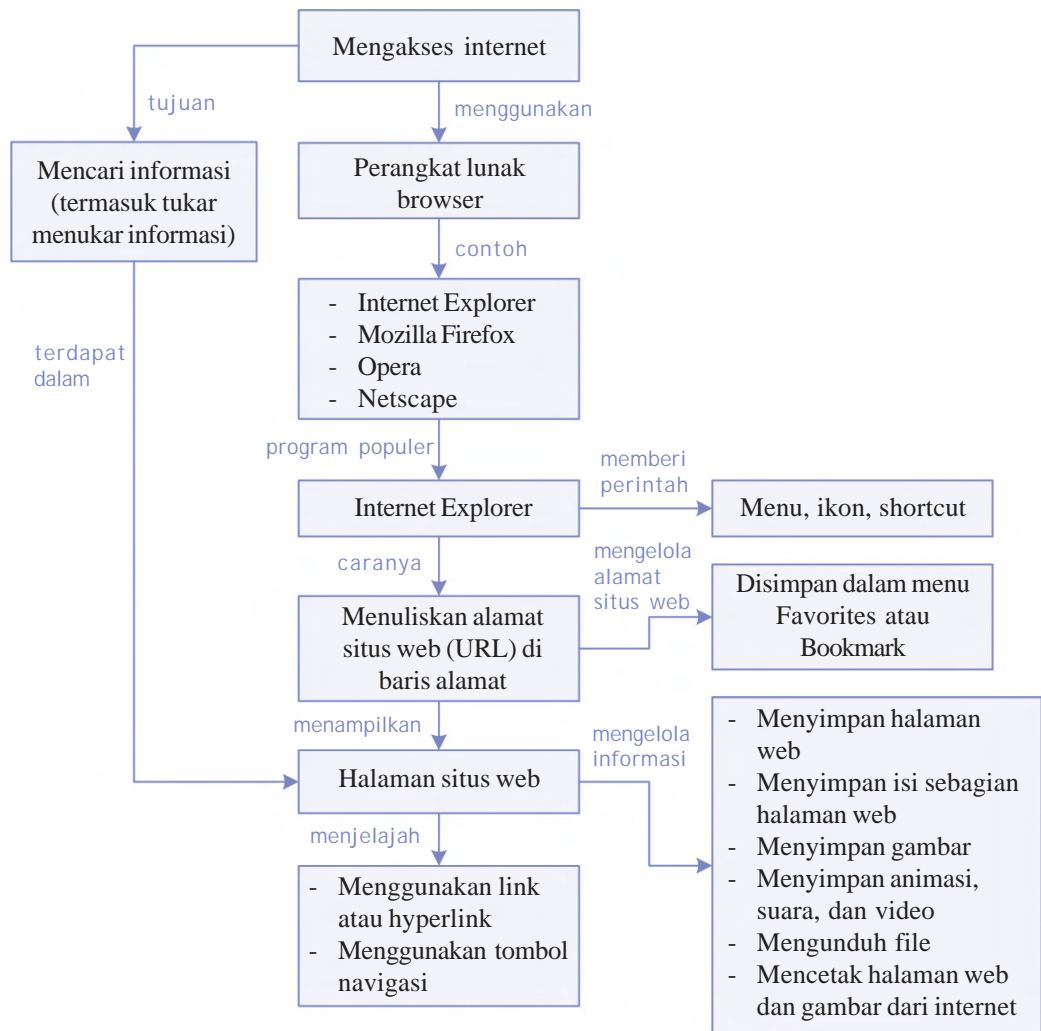 Mengakses internet
tujuan
menggunakan
Mencari informasi
(termasuk tukar
menukar informasi)
Perangkat lunak
browser
contoh
- Internet Explorer
- Mozilla Firefox
- Opera
- Netscape
terdapat
dalam
program populer
Internet Explorer
memberi
perintah
Menu, ikon, shortcut
caranya
mengelola
alamat
situs web
Menuliskan alamat
situs web (URL) di
baris alamat
Disimpan dalam menu
Favorites atau
Bookmark
menampilkan
Halaman situs web
mengelola
informasi
- Menyimpan halaman
web
- Menyimpan isi sebagian
halaman web
- Menyimpan gambar
- Menyimpan animasi,
suara, dan video
- Mengunduh file
- Mencetak halaman web
dan gambar dari internet
menjelajah
- Menggunakan link
atau hyperlink
- Menggunakan tombol
navigasi